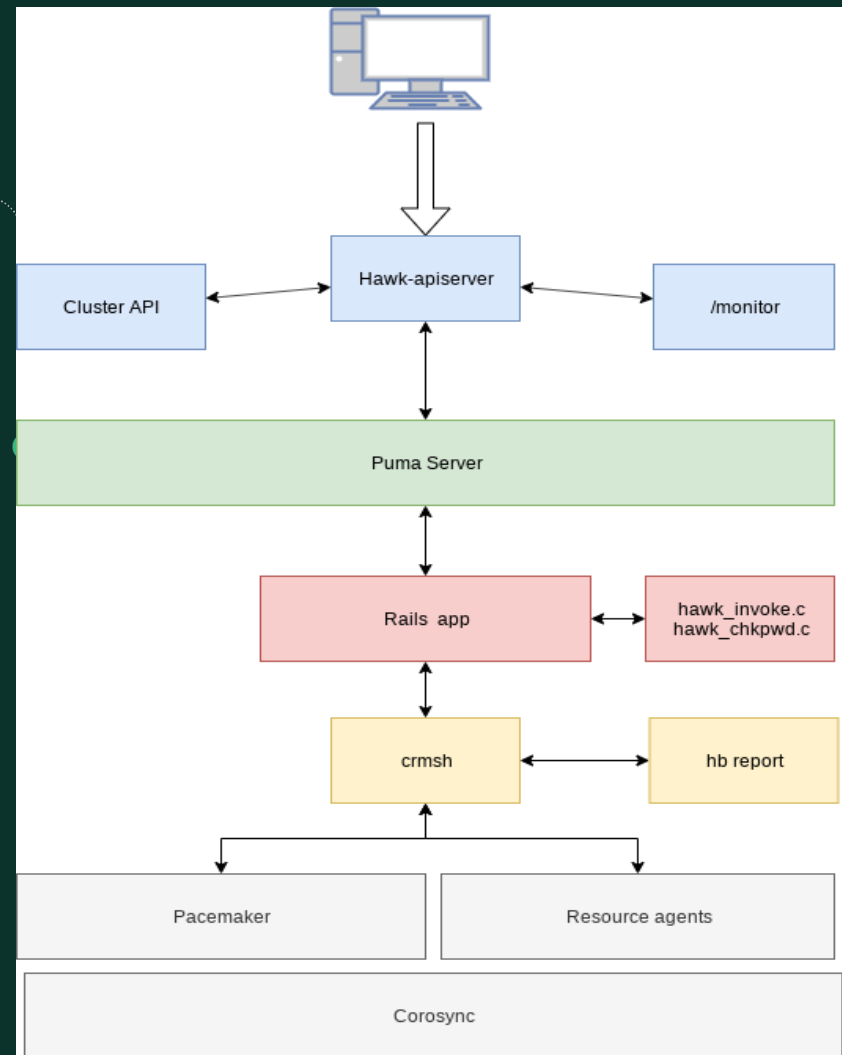 Hawk-apiserver
Cluster API
/monitor
Puma Server
Rails app
hawk_invoke.c
hawk_chkpwd.c
crmsh
hb report
Pacemaker
Resource agents
Corosync